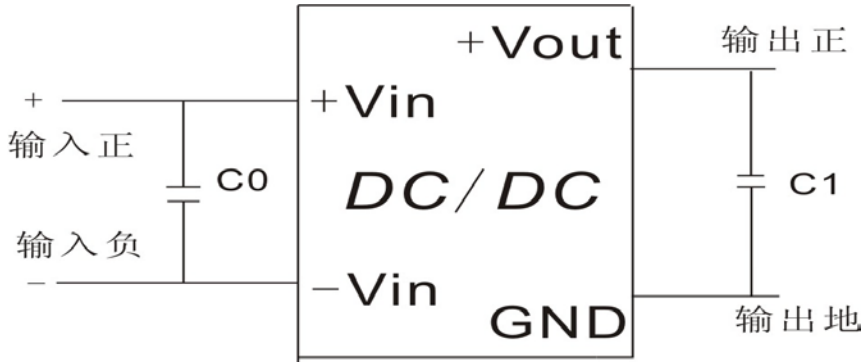 +Vout
输出正
+
+Vin
输入正
C0
DC/DC
C1
输入负
−
−Vin
GND
输出地